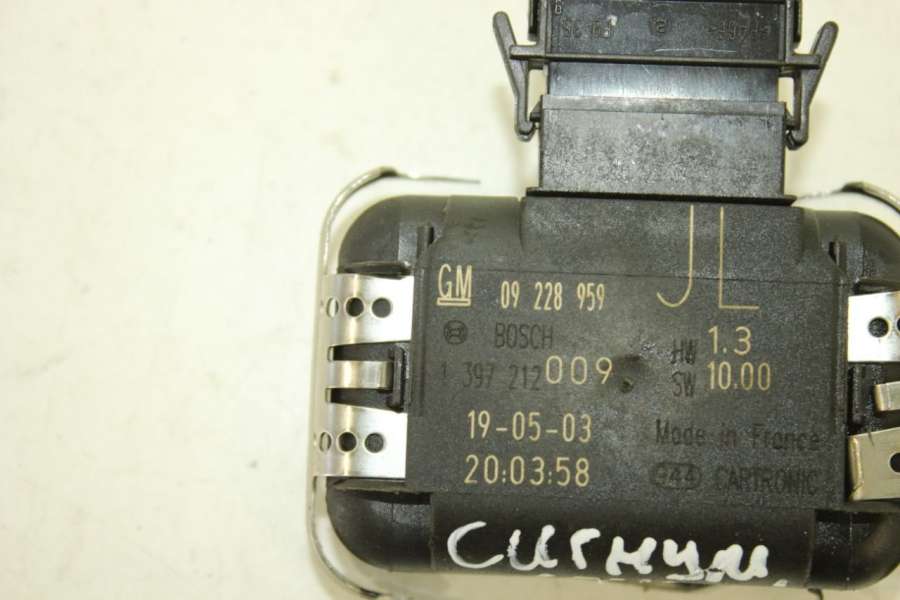 JL
GM 09 228 959
BOSCH HW 1.3
1 397 212 009 SW 10.00
19-05-03 Made in France
20:03:58 CARTRONIC
сигнум